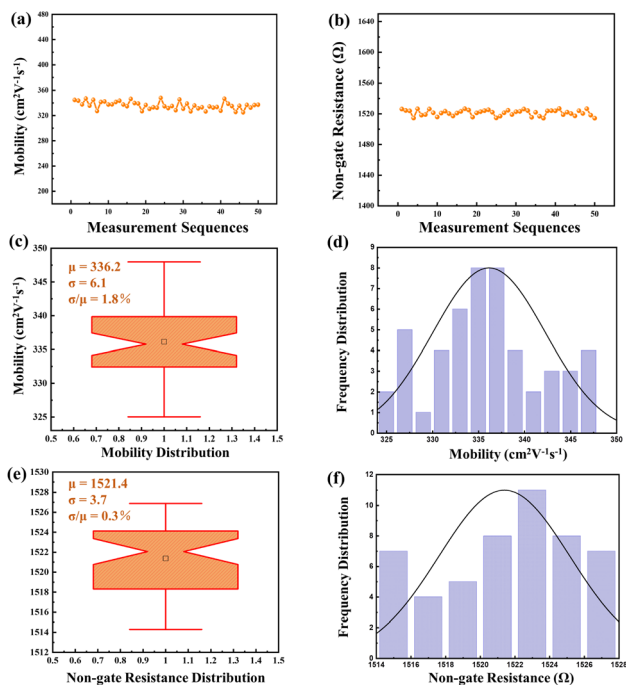 (a)
Mobility (cm²V⁻¹s⁻¹)
480
440
400
360
320
280
240
200
0
10
20
30
40
50
Measurement Sequences
(b)
Non-gate Resistance (Ω)
1640
1600
1560
1520
1480
1440
1400
0
10
20
30
40
50
Measurement Sequences
(c)
Mobility (cm²V⁻¹s⁻¹)
350
345
340
335
330
325
μ = 336.2
σ = 6.1
σ/μ = 1.8%
0.5 0.6 0.7 0.8 0.9 1 1.1 1.2 1.3 1.4 1.5
Mobility Distribution
(d)
Frequency Distribution
9
8
7
6
5
4
3
2
1
0
325
330
335
340
345
350
Mobility (cm²V⁻¹s⁻¹)
(e)
Non-gate Resistance (Ω)
1530
1528
1526
1524
1522
1520
1518
1516
1514
1512
μ = 1521.4
σ = 3.7
σ/μ = 0.3%
0.5 0.6 0.7 0.8 0.9 1 1.1 1.2 1.3 1.4 1.5
Non-gate Resistance Distribution
(f)
Frequency Distribution
12
10
8
6
4
2
0
1514 1516 1518 1520 1522 1524 1526 1528
Non-gate Resistance (Ω)